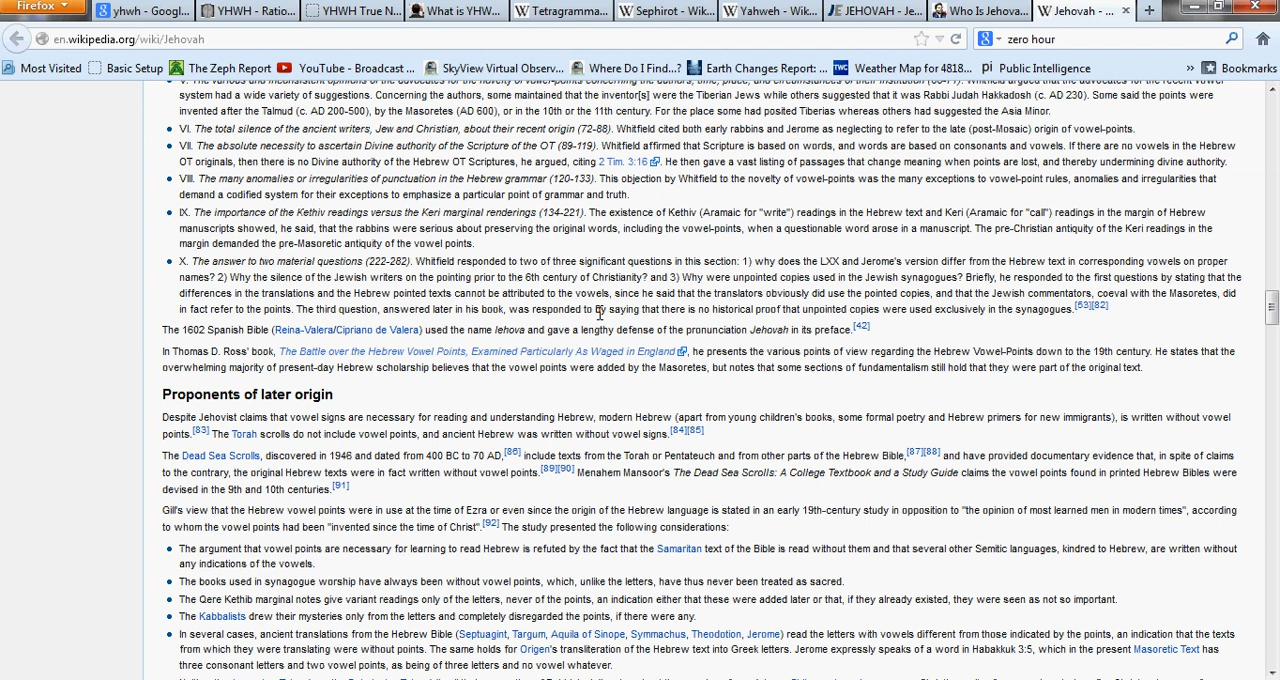 Firefox
yhwh - Googl...
YHWH - Ratio...
YHWH True N...
What is YHW...
Tetragramma...
Sephirot - Wik...
Yahweh - Wik...
JEHOVAH - Je...
Who Is Jehova...
Jehovah - ...
en.wikipedia.org/wiki/Jehovah
zero hour
Most Visited
Basic Setup
The Zeph Report
YouTube - Broadcast ...
SkyView Virtual Observ...
Where Do I Find...?
Earth Changes Report: ...
Weather Map for 4818...
Public Intelligence
»
Bookmarks
V. The various and inconsistent opinions of the advocates for the novelty of vowel-points concerning the authors, time, place, and circumstances of their institution
Whitfield argued that the advocates for the recent vowel
system had a wide variety of suggestions. Concerning the authors, some maintained that the inventor[s] were the Tiberian Jews while others suggested that it was Rabbi Judah Hakkadosh (c. AD 230). Some said the points were
invented after the Talmud (c. AD 200-500), by the Masoretes (AD 600), or in the 10th or the 11th century. For the place some had posited Tiberias whereas others had suggested the Asia Minor.
• VI. The total silence of the ancient writers, Jew and Christian, about their recent origin (72-88). Whitfield cited both early rabbins and Jerome as neglecting to refer to the late (post-Mosaic) origin of vowel-points.
• VII. The absolute necessity to ascertain Divine authority of the Scripture of the OT (89-119). Whitfield affirmed that Scripture is based on words, and words are based on consonants and vowels. If there are no vowels in the Hebrew
OT originals, then there is no Divine authority of the Hebrew OT Scriptures, he argued, citing 2 Tim. 3:16. He then gave a vast listing of passages that change meaning when points are lost, and thereby undermining divine authority.
• VIII. The many anomalies or irregularities of punctuation in the Hebrew grammar (120-133). This objection by Whitfield to the novelty of vowel-points was the many exceptions to vowel-point rules, anomalies and irregularities that
demand a codified system for their exceptions to emphasize a particular point of grammar and truth.
• IX. The importance of the Kethiv readings versus the Keri marginal renderings (134-221). The existence of Kethiv (Aramaic for "write") readings in the Hebrew text and Keri (Aramaic for "call") readings in the margin of Hebrew
manuscripts showed, he said, that the rabbins were serious about preserving the original words, including the vowel-points, when a questionable word arose in a manuscript. The pre-Christian antiquity of the Keri readings in the
margin demanded the pre-Masoretic antiquity of the vowel points.
• X. The answer to two material questions (222-282). Whitfield responded to two of three significant questions in this section: 1) why does the LXX and Jerome's version differ from the Hebrew text in corresponding vowels on proper
names? 2) Why the silence of the Jewish writers on the pointing prior to the 6th century of Christianity? and 3) Why were unpointed copies used in the Jewish synagogues? Briefly, he responded to the first questions by stating that the
differences in the translations and the Hebrew pointed texts cannot be attributed to the vowels, since he said that the translators obviously did use the pointed copies, and that the Jewish commentators, coeval with the Masoretes, did
in fact refer to the points. The third question, answered later in his book, was responded to by saying that there is no historical proof that unpointed copies were used exclusively in the synagogues.[53][82]
The 1602 Spanish Bible (Reina-Valera/Cipriano de Valera) used the name Iehova and gave a lengthy defense of the pronunciation Jehovah in its preface.[42]
In Thomas D. Ross' book, The Battle over the Hebrew Vowel Points, Examined Particularly As Waged in England, he presents the various points of view regarding the Hebrew Vowel-Points down to the 19th century. He states that the
overwhelming majority of present-day Hebrew scholarship believes that the vowel points were added by the Masoretes, but notes that some sections of fundamentalism still hold that they were part of the original text.
Proponents of later origin
Despite Jehovist claims that vowel signs are necessary for reading and understanding Hebrew, modern Hebrew (apart from young children's books, some formal poetry and Hebrew primers for new immigrants), is written without vowel
points.[83] The Torah scrolls do not include vowel points, and ancient Hebrew was written without vowel signs.[84][85]
The Dead Sea Scrolls, discovered in 1946 and dated from 400 BC to 70 AD,[86] include texts from the Torah or Pentateuch and from other parts of the Hebrew Bible,[87][88] and have provided documentary evidence that, in spite of claims
to the contrary, the original Hebrew texts were in fact written without vowel points.[89][90] Menahem Mansoor's The Dead Sea Scrolls: A College Textbook and a Study Guide claims the vowel points found in printed Hebrew Bibles were
devised in the 9th and 10th centuries.[91]
Gill's view that the Hebrew vowel points were in use at the time of Ezra or even since the origin of the Hebrew language is stated in an early 19th-century study in opposition to "the opinion of most learned men in modern times", according
to whom the vowel points had been "invented since the time of Christ".[92] The study presented the following considerations:
• The argument that vowel points are necessary for learning to read Hebrew is refuted by the fact that the Samaritan text of the Bible is read without them and that several other Semitic languages, kindred to Hebrew, are written without
any indications of the vowels.
• The books used in synagogue worship have always been without vowel points, which, unlike the letters, have thus never been treated as sacred.
• The Qere Kethib marginal notes give variant readings only of the letters, never of the points, an indication either that these were added later or that, if they already existed, they were seen as not so important.
• The Kabbalists drew their mysteries only from the letters and completely disregarded the points, if there were any.
• In several cases, ancient translations from the Hebrew Bible (Septuagint, Targum, Aquila of Sinope, Symmachus, Theodotion, Jerome) read the letters with vowels different from those indicated by the points, an indication that the texts
from which they were translating were without points. The same holds for Origen's transliteration of the Hebrew text into Greek letters. Jerome expressly speaks of a word in Habakkuk 3:5, which in the present Masoretic Text has
three consonant letters and two vowel points, as being of three letters and no vowel whatever.